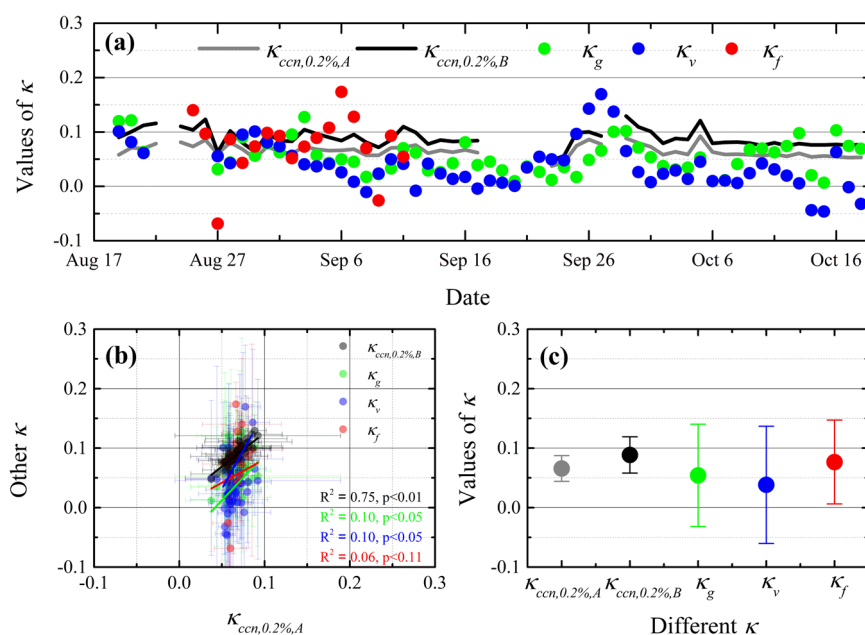 (a)
κccn,0.2%,A κccn,0.2%,B κg κv κf
0.3
0.2
0.1
0.0
-0.1
Values of κ
Aug 17 Aug 27 Sep 6 Sep 16 Sep 26 Oct 6 Oct 16
Date
(b)
κccn,0.2%,B
κg
κv
κf
0.3
0.2
0.1
0.0
-0.1
Other κ
R² = 0.75, p<0.01
R² = 0.10, p<0.05
R² = 0.10, p<0.05
R² = 0.06, p<0.11
-0.1 0.0 0.1 0.2 0.3
κccn,0.2%,A
(c)
0.3
0.2
0.1
0.0
-0.1
Values of κ
κccn,0.2%,A κccn,0.2%,B κg κv κf
Different κ